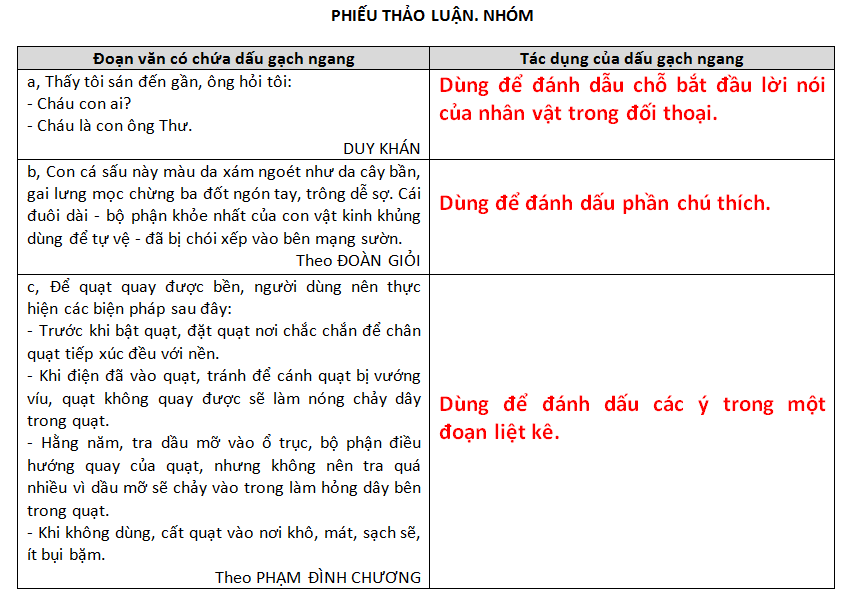 PHIẾU THẢO LUẬN. NHÓM
Đoạn văn có chứa dấu gạch ngang
Tác dụng của dấu gạch ngang
a, Thấy tôi sán đến gần, ông hỏi tôi:
- Cháu con ai?
- Cháu là con ông Thư.
DUY KHÁN
Dùng để đánh dẫu chỗ bắt đầu lời nói
của nhân vật trong đối thoại.
b, Con cá sấu này màu da xám ngoét như da cây bần,
gai lưng mọc chừng ba đốt ngón tay, trông dễ sợ. Cái
đuôi dài - bộ phận khỏe nhất của con vật kinh khủng
dùng để tự vệ - đã bị chói xếp vào bên mạng sườn.
Theo ĐOÀN GIỎI
Dùng để đánh dấu phần chú thích.
c, Để quạt quay được bền, người dùng nên thực
hiện các biện pháp sau đây:
- Trước khi bật quạt, đặt quạt nơi chắc chắn để chân
quạt tiếp xúc đều với nền.
- Khi điện đã vào quạt, tránh để cánh quạt bị vướng
víu, quạt không quay được sẽ làm nóng chảy dây
trong quạt.
- Hằng năm, tra dầu mỡ vào ổ trục, bộ phận điều
hướng quay của quạt, nhưng không nên tra quá
nhiều vì dầu mỡ sẽ chảy vào trong làm hỏng dây bên
trong quạt.
- Khi không dùng, cất quạt vào nơi khô, mát, sạch sẽ,
ít bụi bặm.
Theo PHẠM ĐÌNH CHƯƠNG
Dùng để đánh dấu các ý trong một
đoạn liệt kê.